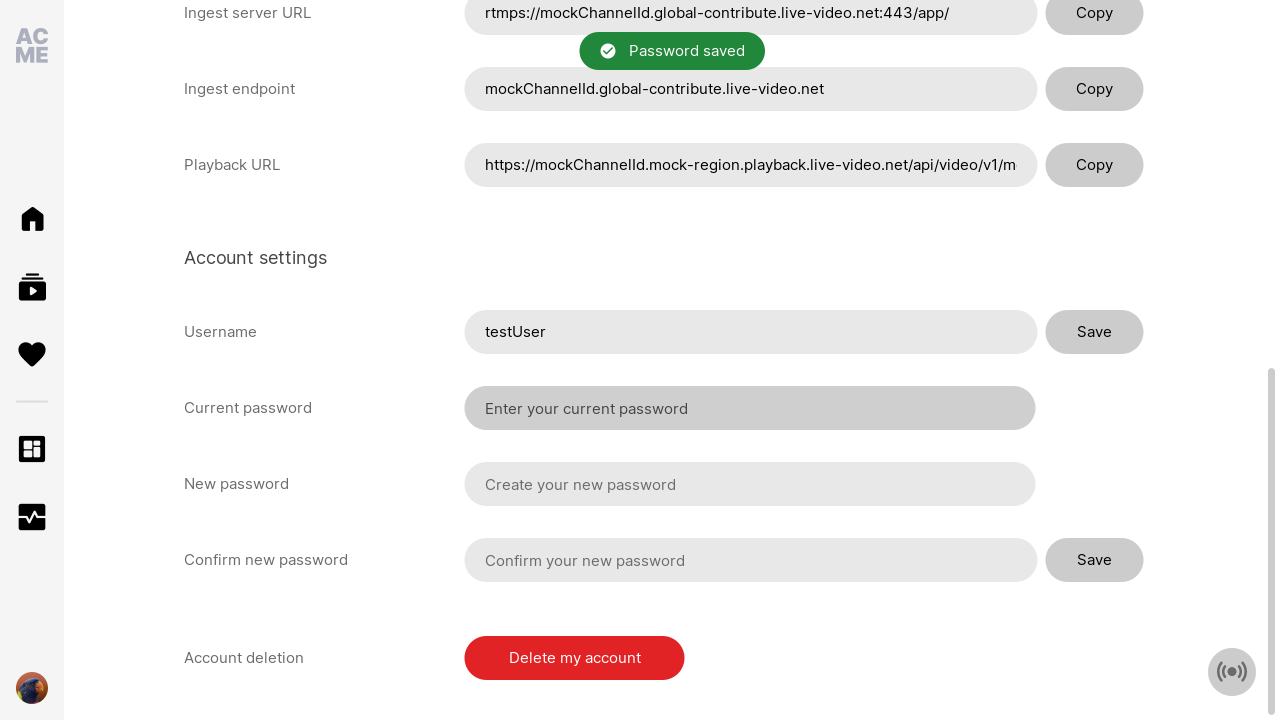 AC
ME
Ingest server URL
rtmps://mockChannelId.global-contribute.live-video.net:443/app/
Copy
Password saved
Ingest endpoint
mockChannelId.global-contribute.live-video.net
Copy
Playback URL
https://mockChannelId.mock-region.playback.live-video.net/api/video/v1/m
Copy
Account settings
Username
testUser
Save
Current password
Enter your current password
New password
Create your new password
Confirm new password
Confirm your new password
Save
Account deletion
Delete my account